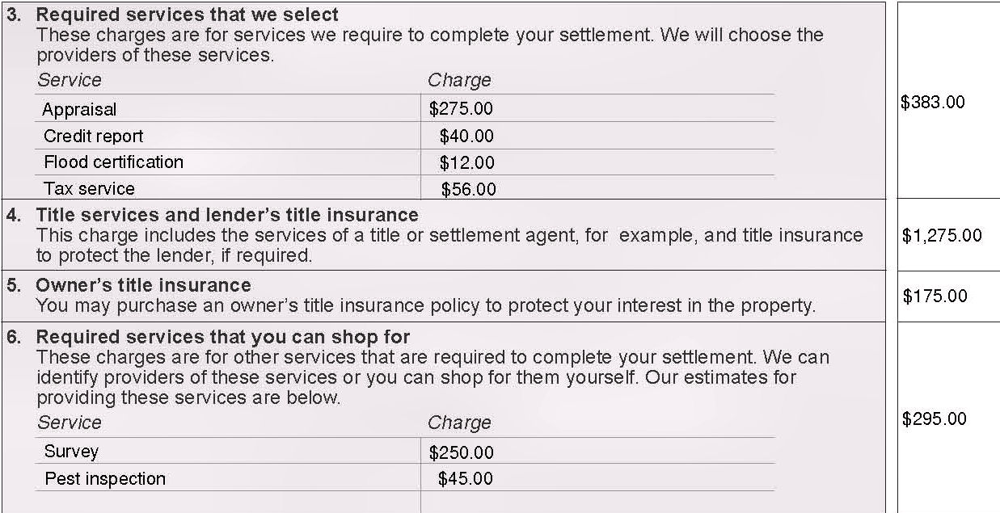 3. Required services that we select
These charges are for services we require to complete your settlement. We will choose the
providers of these services.
Service Charge
Appraisal $275.00
$383.00
Credit report $40.00
Flood certification $12.00
Tax service $56.00
4. Title services and lender’s title insurance
This charge includes the services of a title or settlement agent, for  example, and title insurance $1,275.00
to protect the lender, if required.
5. Owner’s title insurance
You may purchase an owner’s title insurance policy to protect your interest in the property. $175.00
6. Required services that you can shop for
These charges are for other services that are required to complete your settlement. We can
identify providers of these services or you can shop for them yourself. Our estimates for
providing these services are below.
Service Charge $295.00
Survey $250.00
Pest inspection $45.00